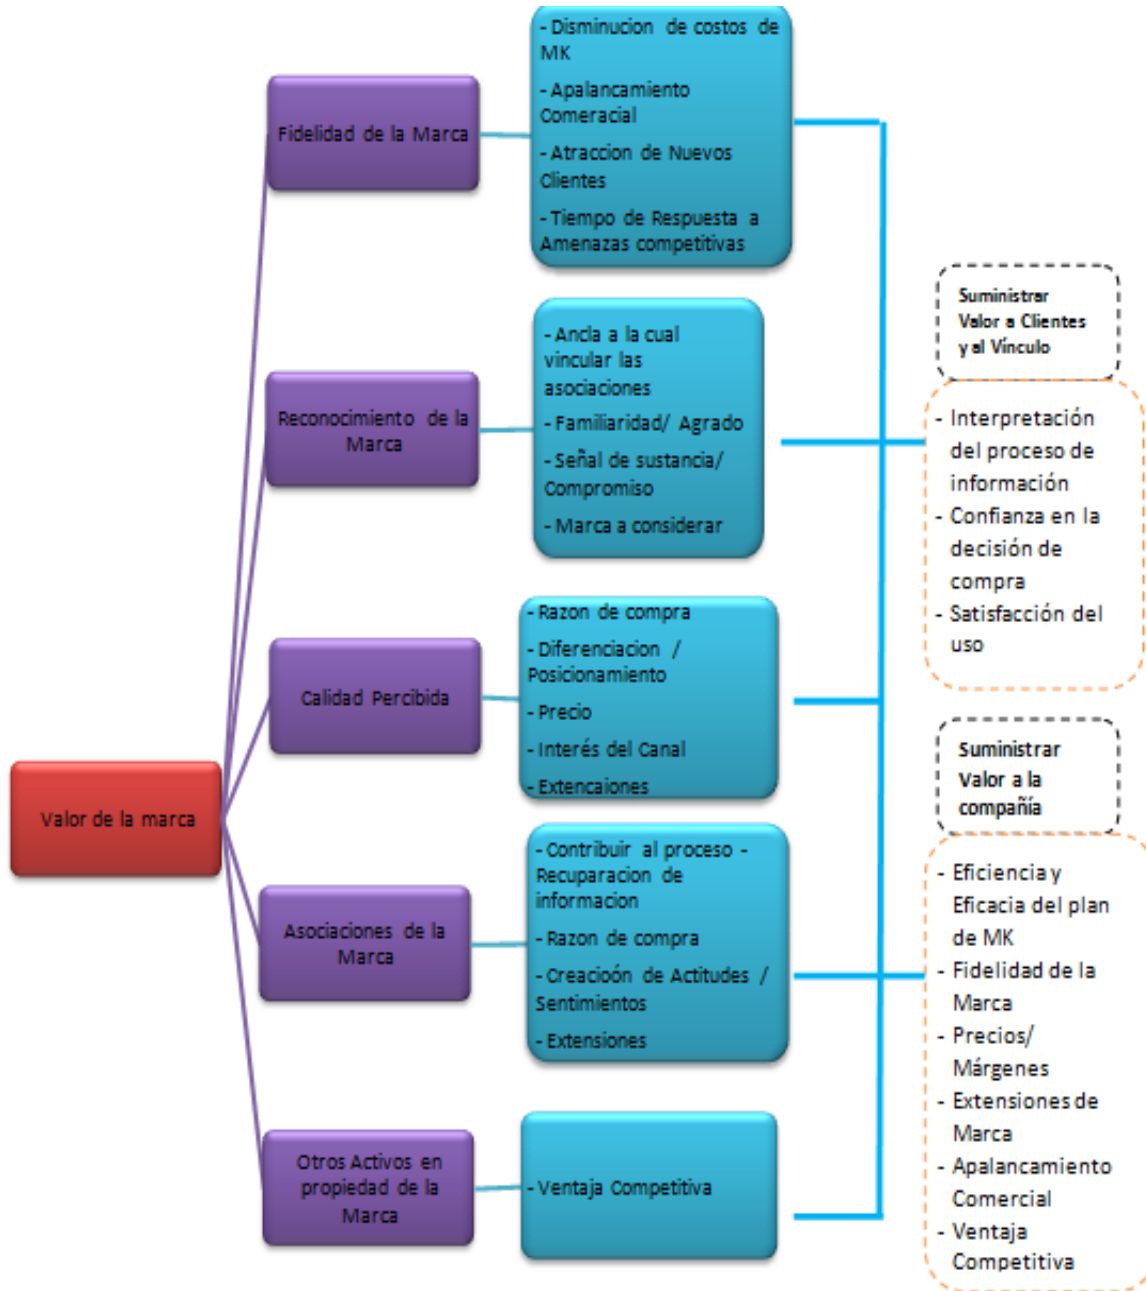 - Disminucion de costos de
MK
- Apalancamiento
Comeracial
- Atraccion de Nuevos
Clientes
- Tiempo de Respuesta a
Amenazas competitivas
Fidelidad de la Marca
- Ancla a la cual
vincular las
asociaciones
- Familiaridad/ Agrado
- Señal de sustancia/
Compromiso
- Marca a considerar
Reconocimiento de la
Marca
- Razon de compra
- Diferenciacion /
Posicionamiento
- Precio
- Interés del Canal
- Extencaiones
Calidad Percibida
Valor de la marca
- Contribuir al proceso -
Recuparacion de
informacion
- Razon de compra
- Creacioón de Actitudes /
Sentimientos
- Extensiones
Asociaciones de la
Marca
Otros Activos en
propiedad de la
Marca
- Ventaja Competitiva
Suministrar
Valor a Clientes
y al Vínculo
- Interpretación
del proceso de
información
- Confianza en la
decisión de
compra
- Satisfacción del
uso
Suministrar
Valor a la
compañía
- Eficiencia y
Eficacia del plan
de MK
- Fidelidad de la
Marca
- Precios/
Márgenes
- Extensiones de
Marca
- Apalancamiento
Comercial
- Ventaja
Competitiva